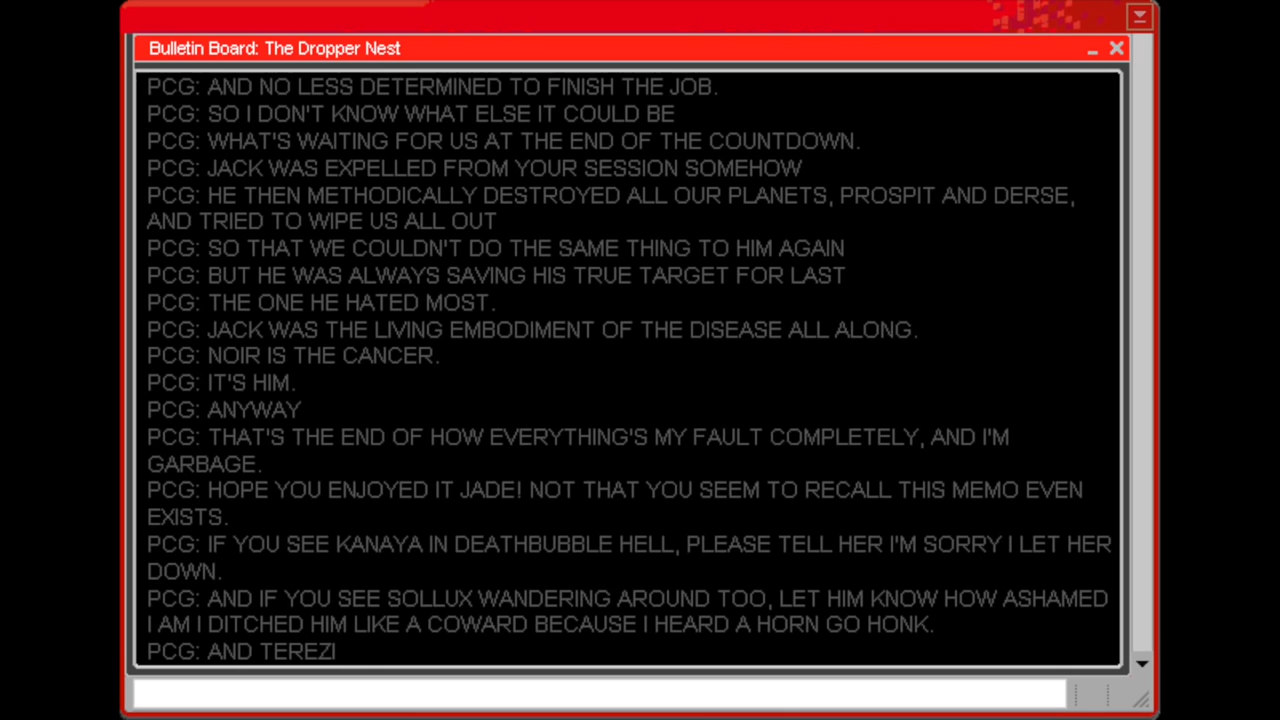 Bulletin Board: The Dropper Nest
PCG: AND NO LESS DETERMINED TO FINISH THE JOB.
PCG: SO I DON'T KNOW WHAT ELSE IT COULD BE
PCG: WHAT'S WAITING FOR US AT THE END OF THE COUNTDOWN.
PCG: JACK WAS EXPELLED FROM YOUR SESSION SOMEHOW
PCG: HE THEN METHODICALLY DESTROYED ALL OUR PLANETS, PROSPIT AND DERSE,
AND TRIED TO WIPE US ALL OUT
PCG: SO THAT WE COULDN'T DO THE SAME THING TO HIM AGAIN
PCG: BUT HE WAS ALWAYS SAVING HIS TRUE TARGET FOR LAST
PCG: THE ONE HE HATED MOST.
PCG: JACK WAS THE LIVING EMBODIMENT OF THE DISEASE ALL ALONG.
PCG: NOIR IS THE CANCER.
PCG: IT'S HIM.
PCG: ANYWAY
PCG: THAT'S THE END OF HOW EVERYTHING'S MY FAULT COMPLETELY, AND I'M
GARBAGE.
PCG: HOPE YOU ENJOYED IT JADE! NOT THAT YOU SEEM TO RECALL THIS MEMO EVEN
EXISTS.
PCG: IF YOU SEE KANAYA IN DEATHBUBBLE HELL, PLEASE TELL HER I'M SORRY I LET HER
DOWN.
PCG: AND IF YOU SEE SOLLUX WANDERING AROUND TOO, LET HIM KNOW HOW ASHAMED
I AM I DITCHED HIM LIKE A COWARD BECAUSE I HEARD A HORN GO HONK.
PCG: AND TEREZI